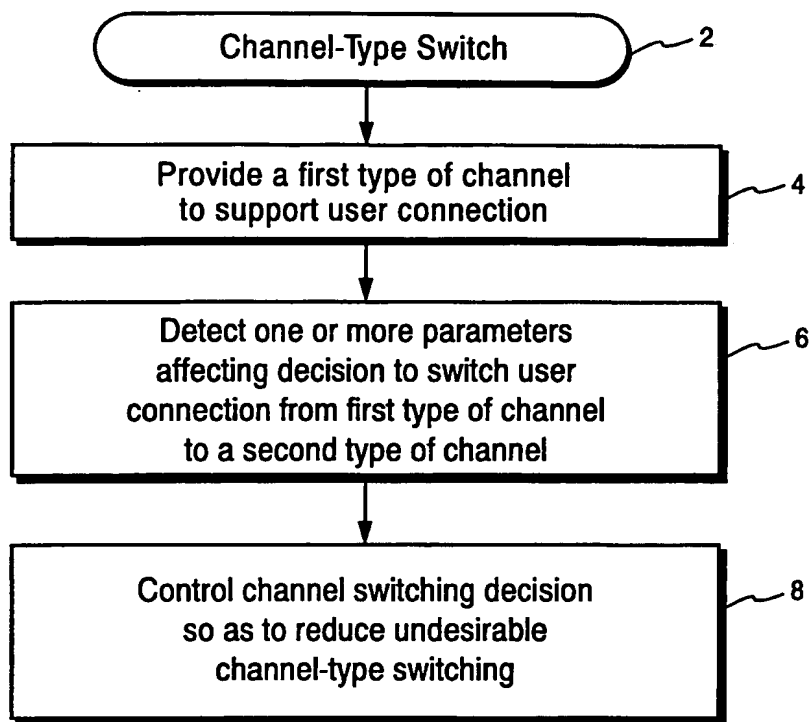 Channel-Type Switch
2
Provide a first type of channel
to support user connection
4
Detect one or more parameters
affecting decision to switch user
connection from first type of channel
to a second type of channel
6
Control channel switching decision
so as to reduce undesirable
channel-type switching
8